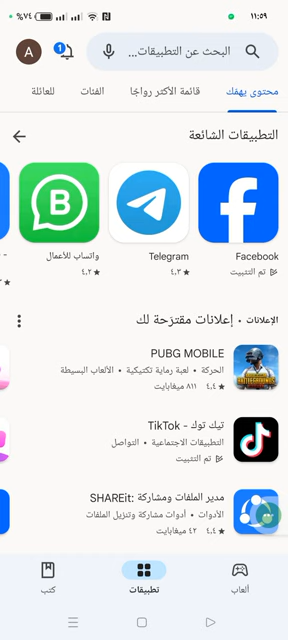 ٧٤% ١١:٥٩
البحث عن التطبيقات...
A
1
محتوى يهمّك
قائمة الأكثر رواجًا
الفئات
للعائلة
التطبيقات الشائعة
Facebook
تم التثبيت
Telegram
٤.٣ ★
واتساب للأعمال
٤.٢ ★
الإعلانات • إعلانات مقترَحة لك
PUBG MOBILE
الحركة • لعبة رماية تكتيكية • الألعاب البسيطة
٤.٤ ★ ٨١١ ميغابايت
تيك توك - TikTok
التطبيقات الاجتماعية • التواصل
تم التثبيت
SHAREit: مدير الملفات ومشاركة
الأدوات • أدوات مشاركة وتنزيل الملفات
٤.٤ ★ ٤٢ ميغابايت
ألعاب
تطبيقات
كتب